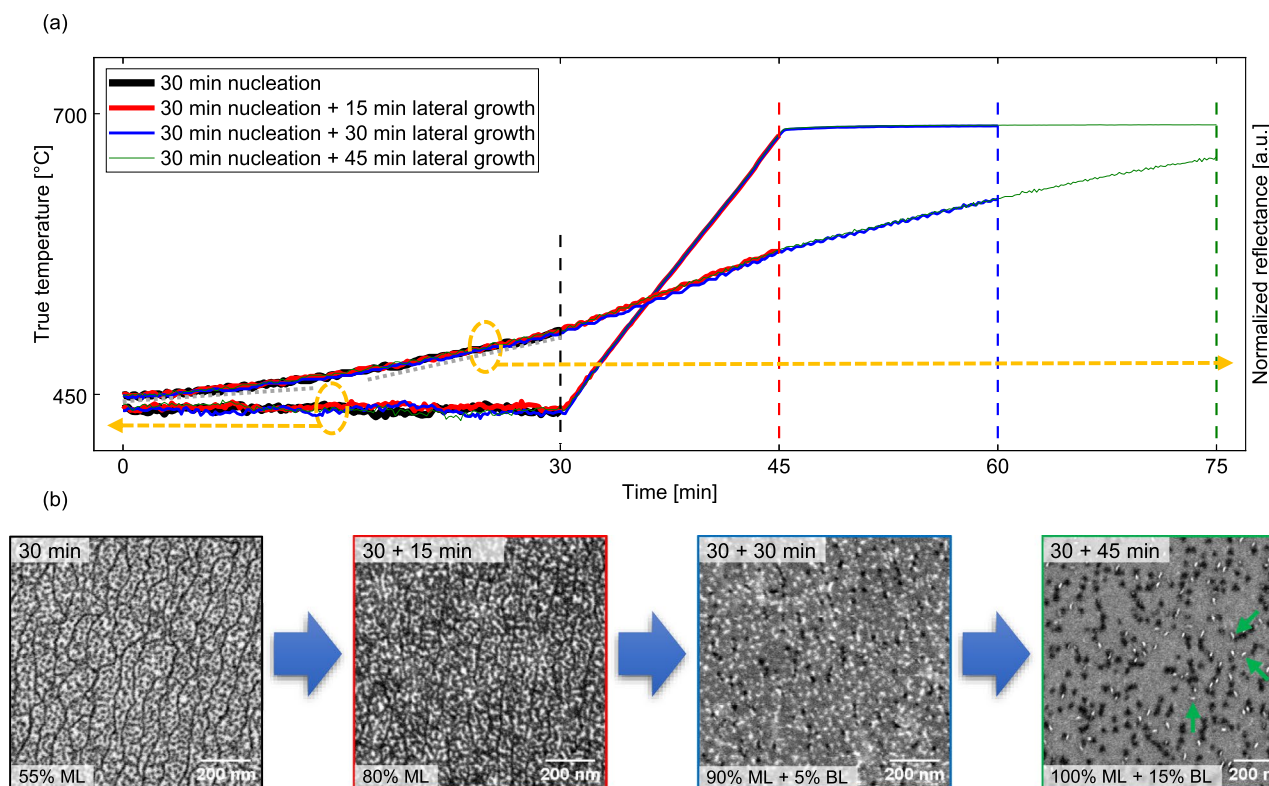 (a)
30 min nucleation
30 min nucleation + 15 min lateral growth
30 min nucleation + 30 min lateral growth
30 min nucleation + 45 min lateral growth
True temperature [°C]
700
450
Normalized reflectance [a.u.]
0
30
45
60
75
Time [min]
(b)
30 min
55% ML
200 nm
30 + 15 min
80% ML
200 nm
30 + 30 min
90% ML + 5% BL
200 nm
30 + 45 min
100% ML + 15% BL
200 nm